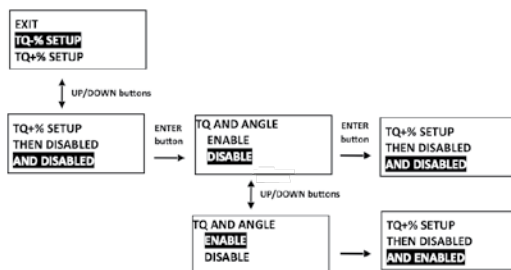 EXIT
TQ-% SETUP
TQ+% SETUP
UP/DOWN buttons
TQ+% SETUP
THEN DISABLED
AND DISABLED
ENTER
button
TQ AND ANGLE
ENABLE
DISABLE
ENTER
button
TQ+% SETUP
THEN DISABLED
AND DISABLED
UP/DOWN buttons
TQ AND ANGLE
ENABLE
DISABLE
TQ+% SETUP
THEN DISABLED
AND ENABLED